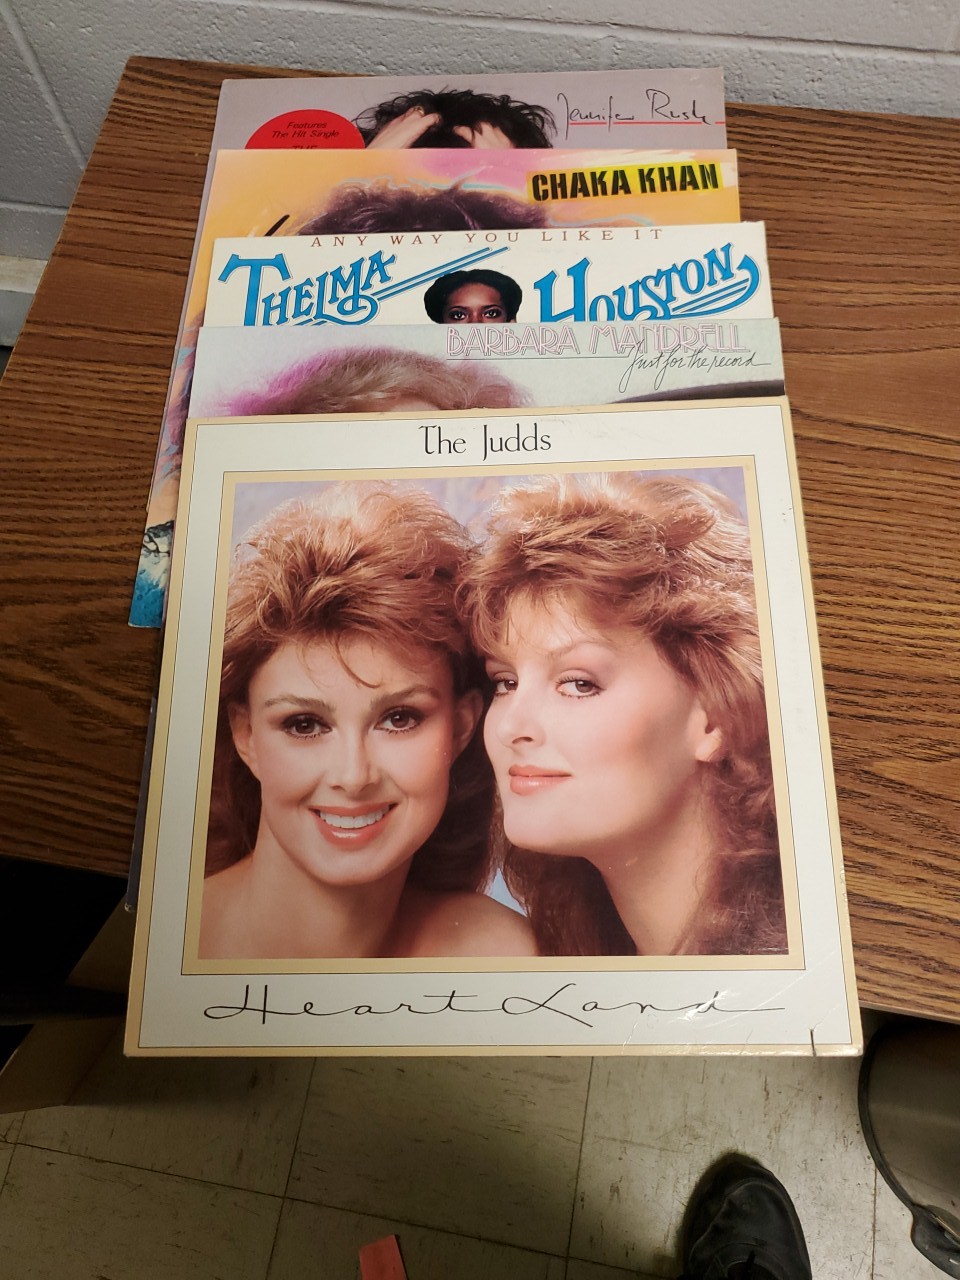 Jennifer Rush
Features
The Hit Single
CHAKA KHAN
ANY WAY YOU LIKE IT
THELMA HOUSTON
BARBARA MANDRELL
Just for the record
The Judds
Heart Land